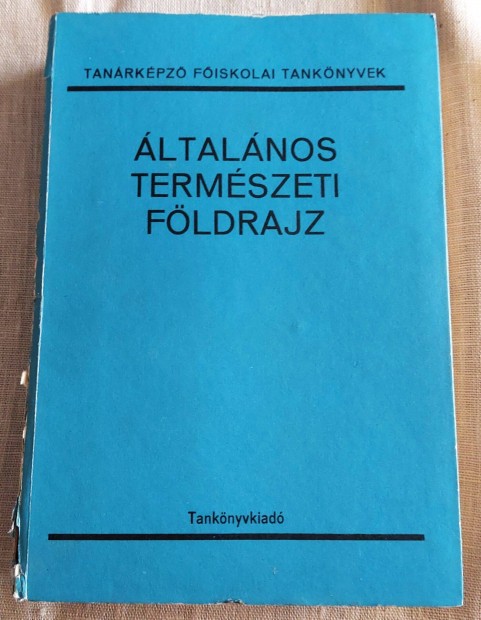 TANÁRKÉPZŐ FŐISKOLAI TANKÖNYVEK
ÁLTALÁNOS
TERMÉSZETI
FÖLDRAJZ
Tankönyvkiadó